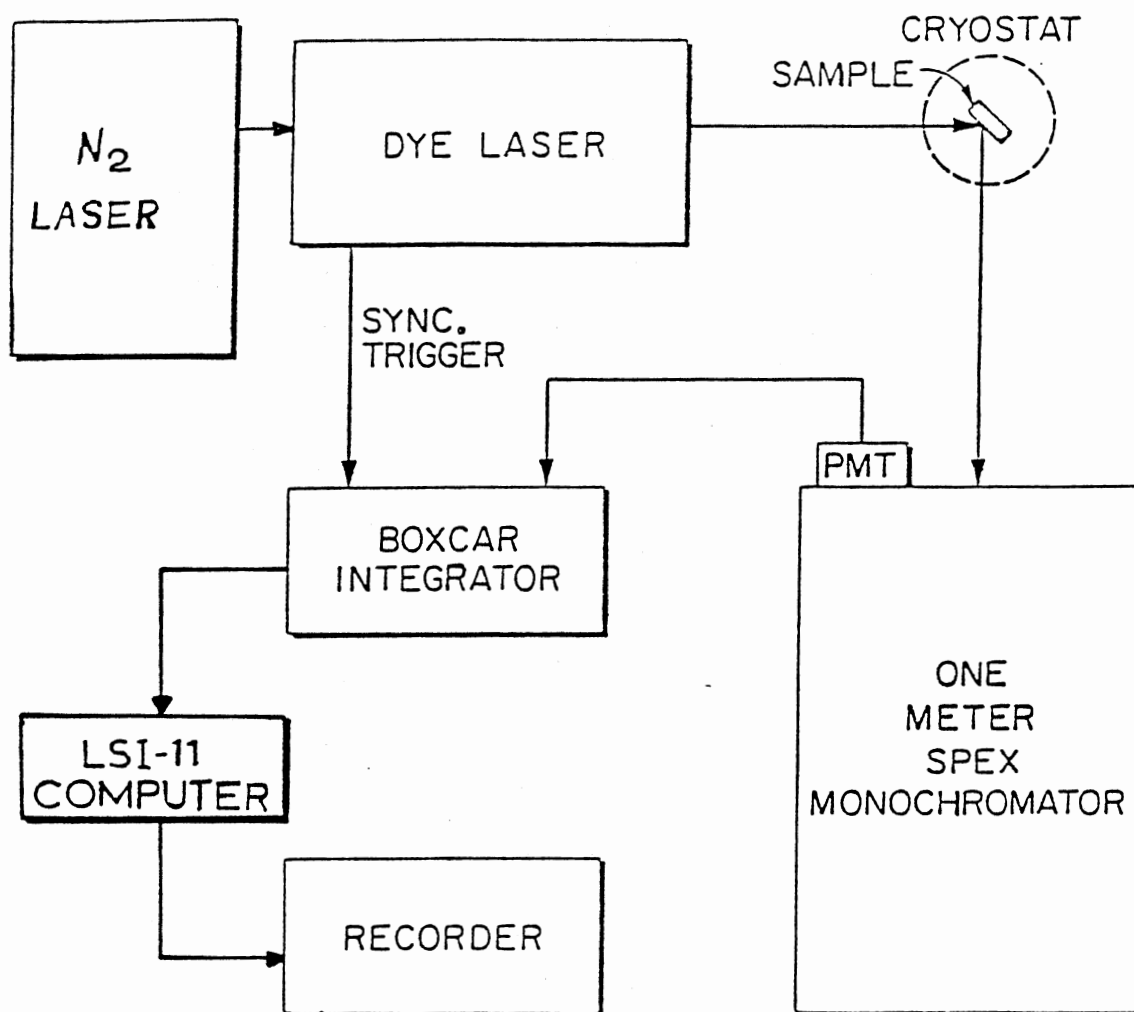 CRYOSTAT
SAMPLE
N2
LASER
DYE LASER
SYNC.
TRIGGER
PMT
BOXCAR
INTEGRATOR
ONE
METER
SPEX
MONOCHROMATOR
LSI-11
COMPUTER
RECORDER